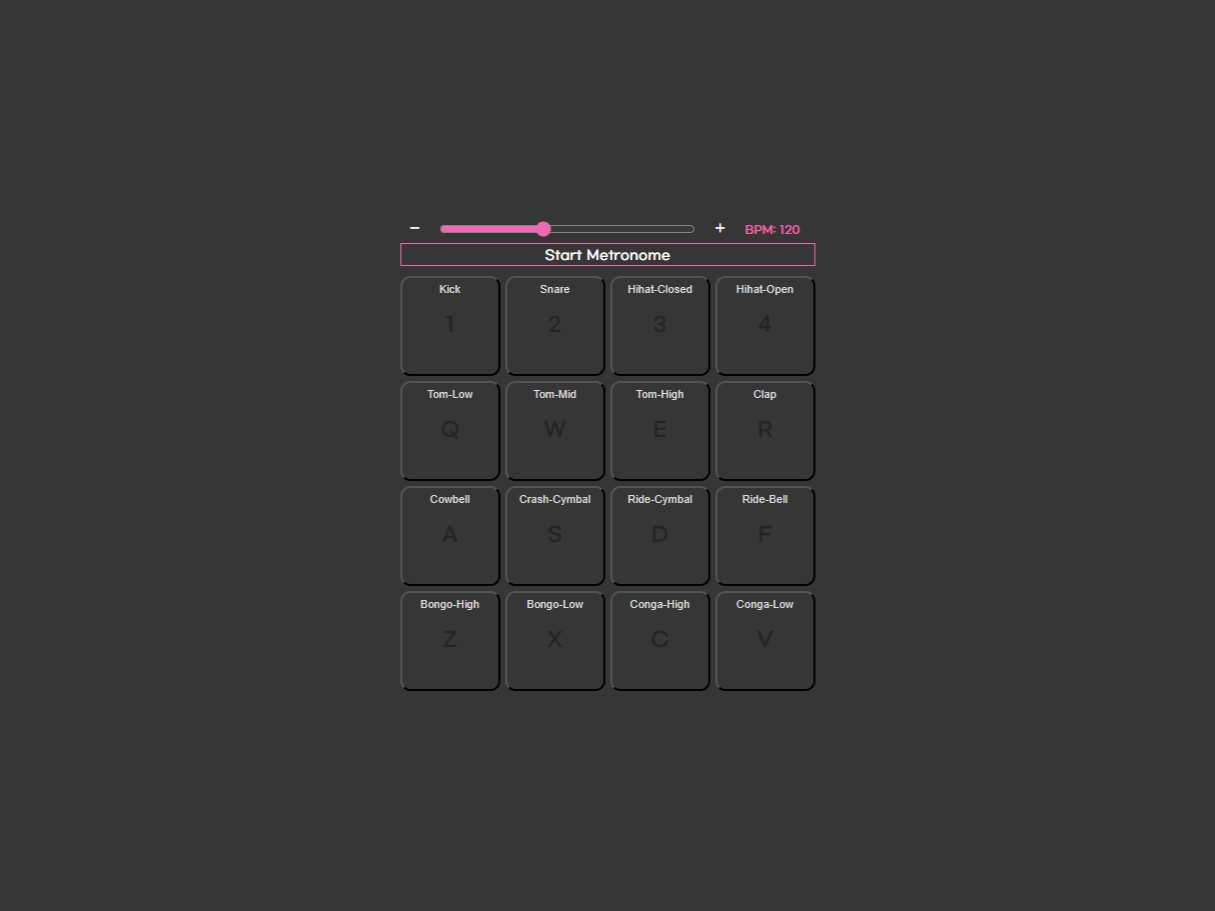 − + BPM: 120
Start Metronome
Kick Snare Hihat-Closed Hihat-Open
1 2 3 4
Tom-Low Tom-Mid Tom-High Clap
Q W E R
Cowbell Crash-Cymbal Ride-Cymbal Ride-Bell
A S D F
Bongo-High Bongo-Low Conga-High Conga-Low
Z X C V